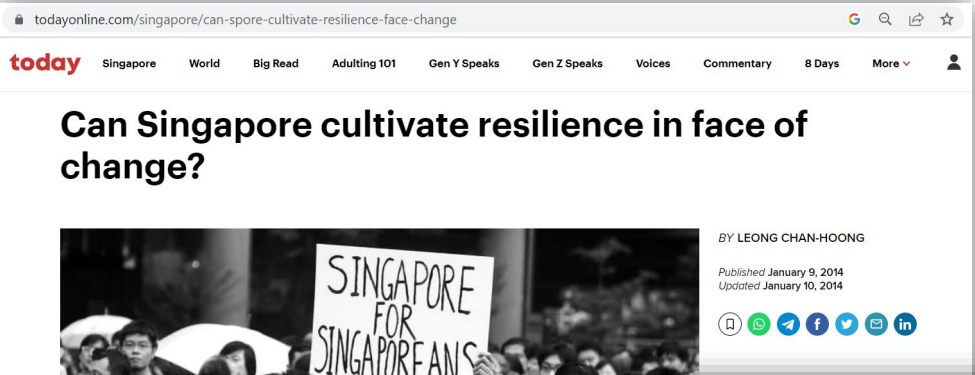 todayonline.com/singapore/can-spore-cultivate-resilience-face-change
today Singapore World Big Read Adulting 101 Gen Y Speaks Gen Z Speaks Voices Commentary 8 Days More
Can Singapore cultivate resilience in face of
change?
BY LEONG CHAN-HOONG
Published January 9, 2014
Updated January 10, 2014
SINGAPORE
FOR
SINGAPOREANS